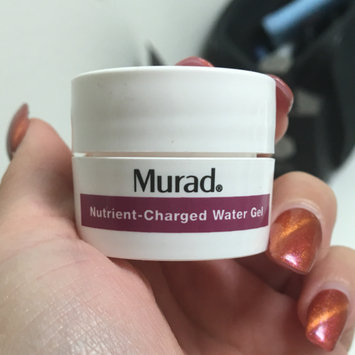 Murad®
Nutrient-Charged Water Gel